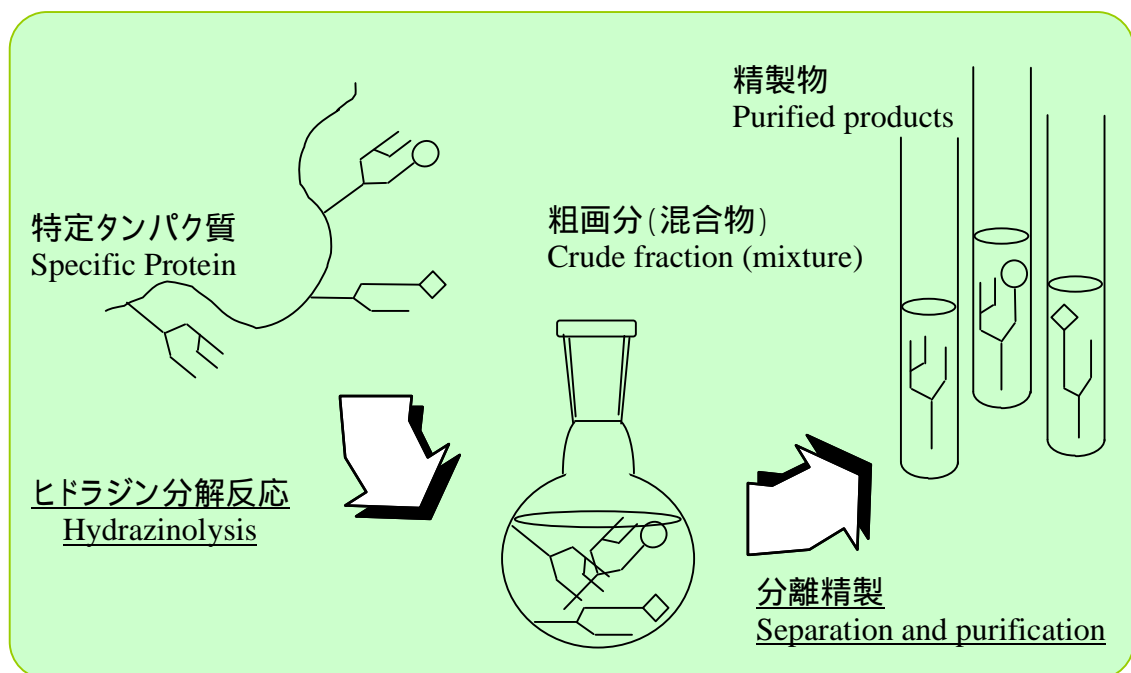 特定タンパク質
Specific Protein
ヒドラジン分解反応
Hydrazinolysis
粗画分(混合物)
Crude fraction (mixture)
分離精製
Separation and purification
精製物
Purified products